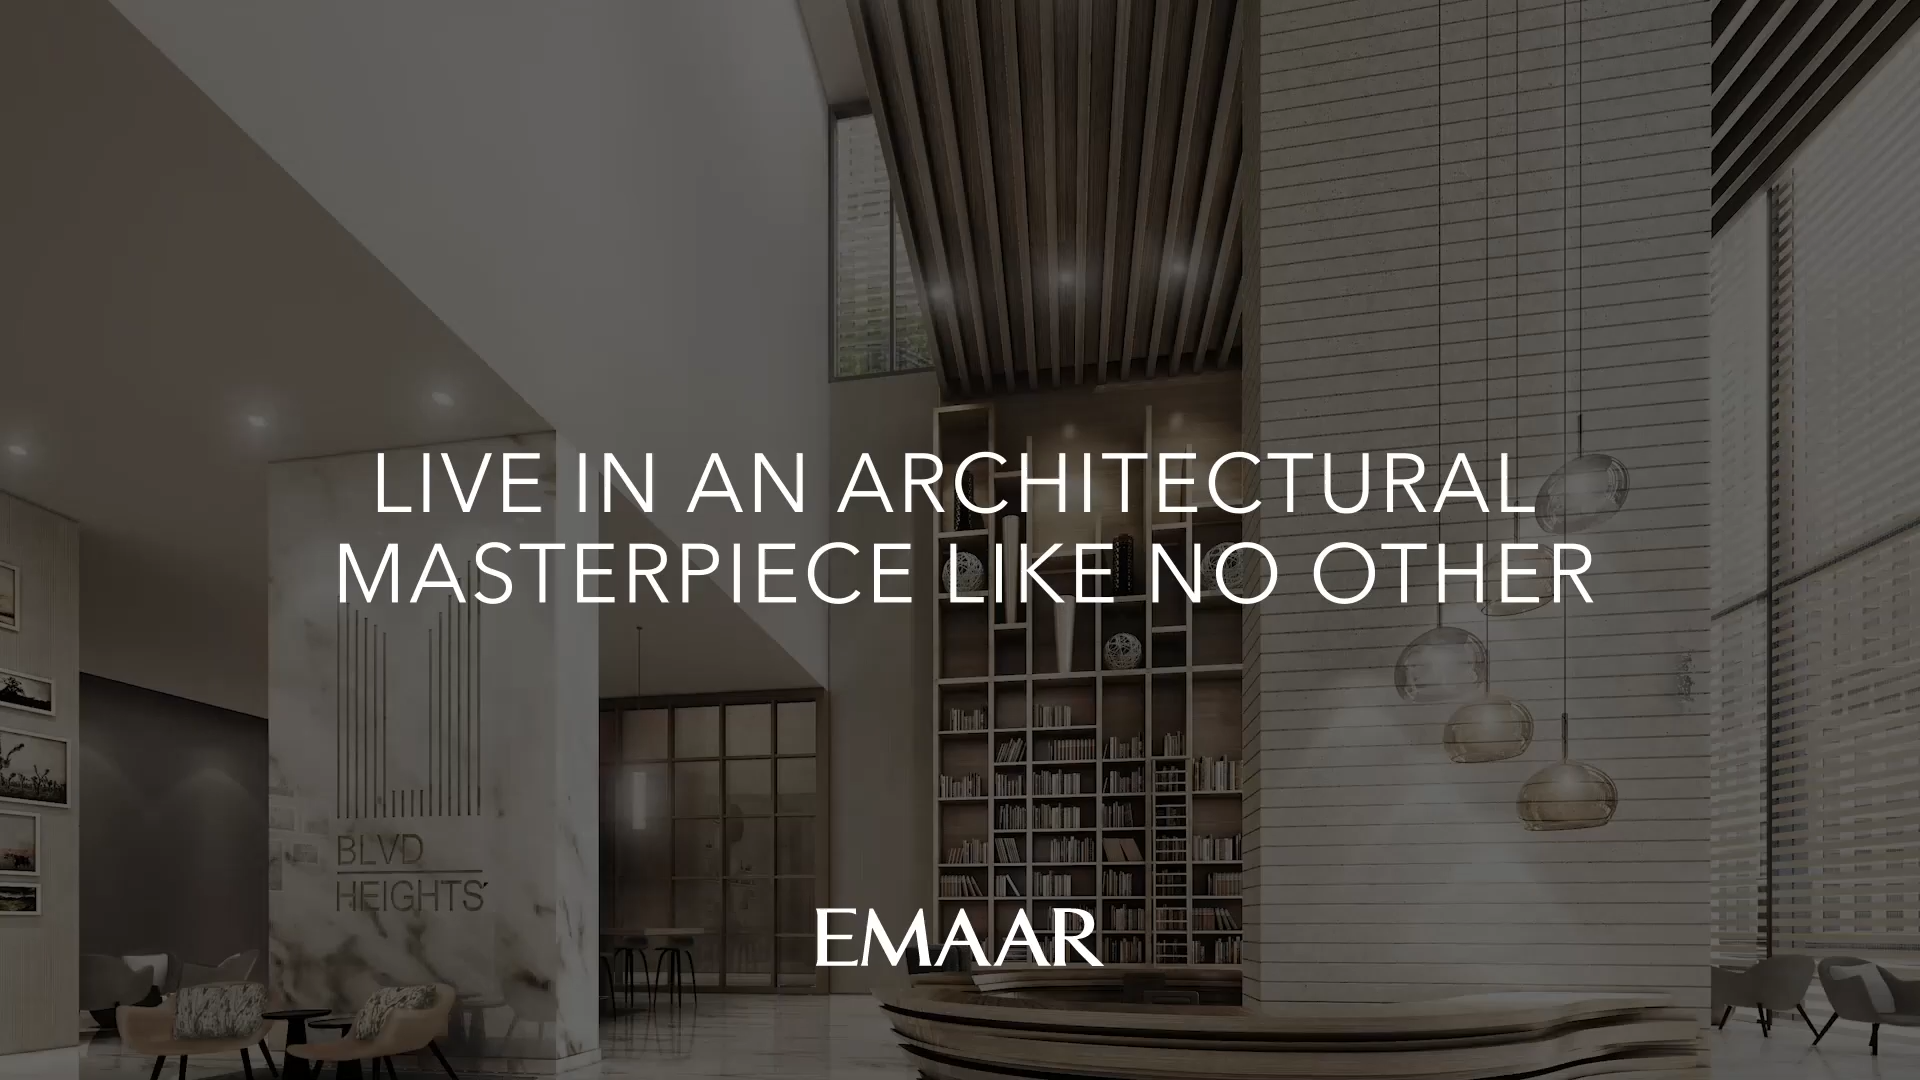 LIVE IN AN ARCHITECTURAL
MASTERPIECE LIKE NO OTHER
BLVD
HEIGHTS
EMAAR